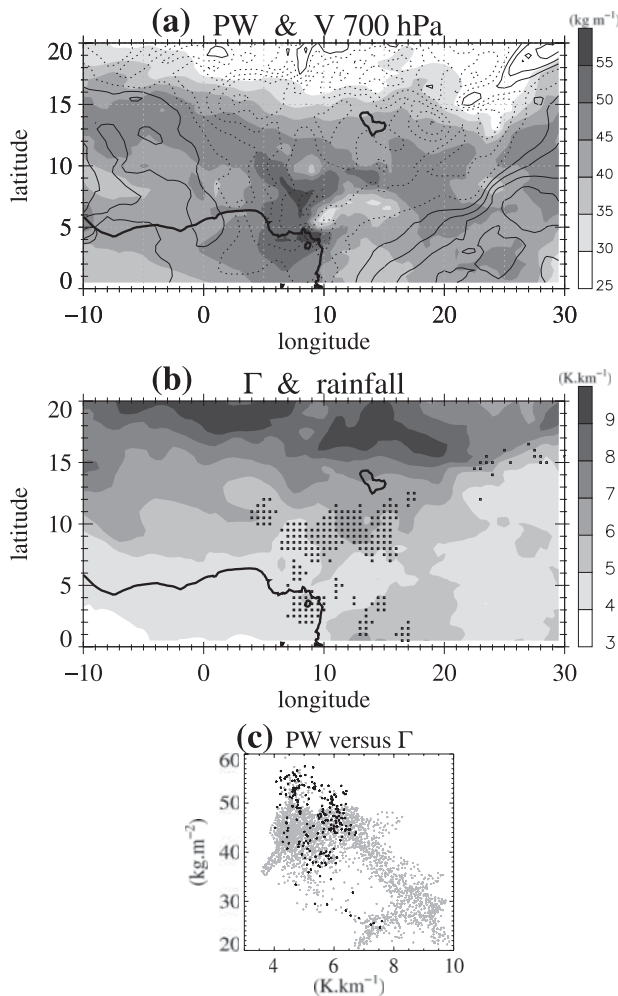 (a) PW & V 700 hPa
(kg m⁻¹)
20
15
10
5
0
latitude
−10 0 10 20 30
longitude
55
50
45
40
35
30
25
(b) Γ & rainfall
(K.km⁻¹)
20
15
10
5
0
latitude
−10 0 10 20 30
longitude
9
8
7
6
5
4
3
(c) PW versus Γ
60
50
40
30
20
(kg.m⁻²)
4 6 8 10
(K.km⁻¹)